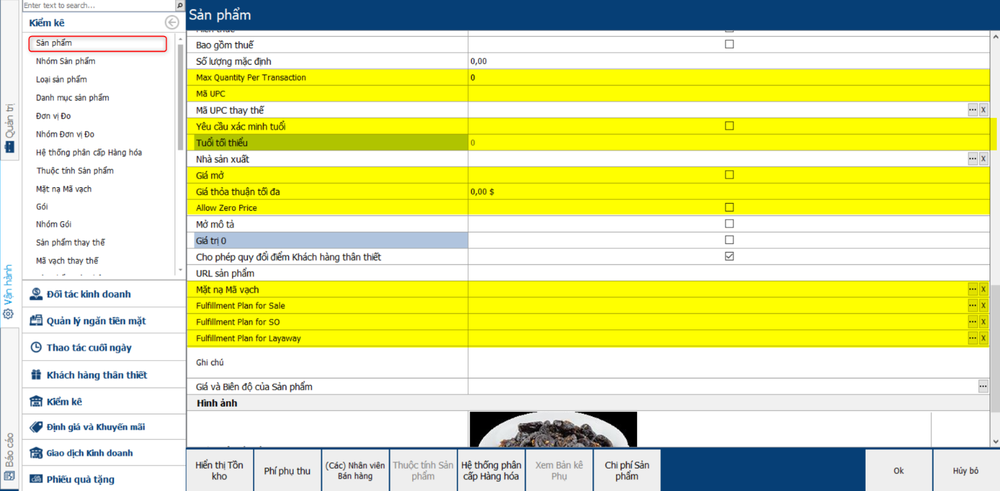 Quản trị
Vận hành
Báo cáo
Enter text to search...
Kiểm kê
Sản phẩm
Nhóm Sản phẩm
Loại sản phẩm
Danh mục sản phẩm
Đơn vị Đo
Nhóm Đơn vị Đo
Hệ thống phân cấp Hàng hóa
Thuộc tính Sản phẩm
Mặt nạ Mã vạch
Gói
Nhóm Gói
Sản phẩm thay thế
Mã vạch thay thế
Đối tác kinh doanh
Quản lý ngăn tiền mặt
Thao tác cuối ngày
Khách hàng thân thiết
Kiểm kê
Định giá và Khuyến mãi
Giao dịch Kinh doanh
Phiếu quà tặng
Sản phẩm
Bao gồm thuế
Số lượng mặc định 0,00
Max Quantity Per Transaction 0
Mã UPC
Mã UPC thay thế ... X
Yêu cầu xác minh tuổi
Tuổi tối thiểu 0
Nhà sản xuất ... X
Giá mở
Giá thỏa thuận tối đa 0,00 $
Allow Zero Price
Mở mô tả
Giá trị 0
Cho phép quy đổi điểm Khách hàng thân thiết
URL sản phẩm
Mặt nạ Mã vạch ... X
Fulfillment Plan for Sale ... X
Fulfillment Plan for SO ... X
Fulfillment Plan for Layaway ... X
Ghi chú
Giá và Biên độ của Sản phẩm ...
Hình ảnh
Hiển thị Tồn
kho
Phí phụ thu
(Các) Nhân viên
Bán hàng
Thuộc tính Sản
phẩm
Hệ thống phân
cấp Hàng hóa
Xem Bản kê
Phụ
Chi phí Sản
phẩm
Ok
Hủy bỏ